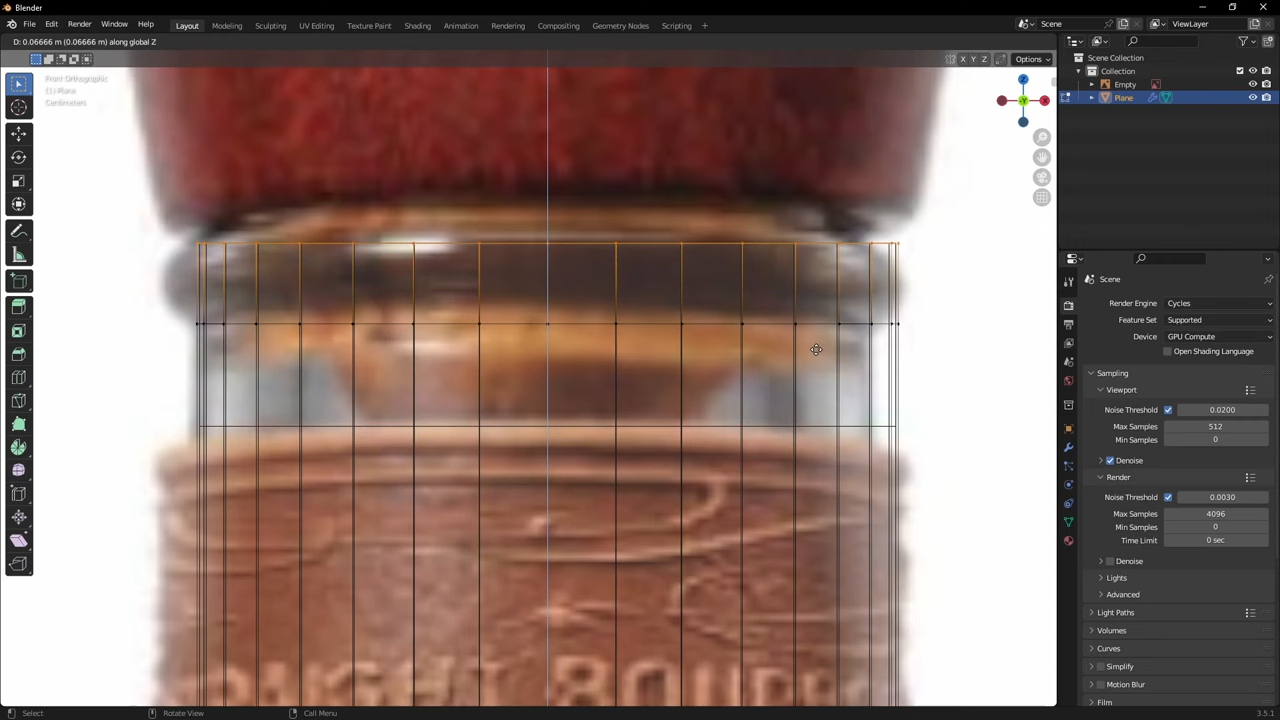 Blender
File Edit Render Window Help Layout Modeling Sculpting UV Editing Texture Paint Shading Animation Rendering Compositing Geometry Nodes Scripting + Scene ViewLayer
D: 0.06666 m (0.06666 m) along global Z
X Y Z Options
Front Orthographic
(1) Plane
Centimeters
Z
-Y
X
Scene Collection
Collection
Empty
Plane
Scene
Render Engine Cycles
Feature Set Supported
Device GPU Compute
Open Shading Language
Sampling
Viewport
Noise Threshold 0.0200
Max Samples 512
Min Samples 0
Denoise
Render
Noise Threshold 0.0030
Max Samples 4096
Min Samples 0
Time Limit 0 sec
Denoise
Lights
Advanced
Light Paths
Volumes
Curves
Simplify
Motion Blur
Film
Select Rotate View Call Menu 3.5.1